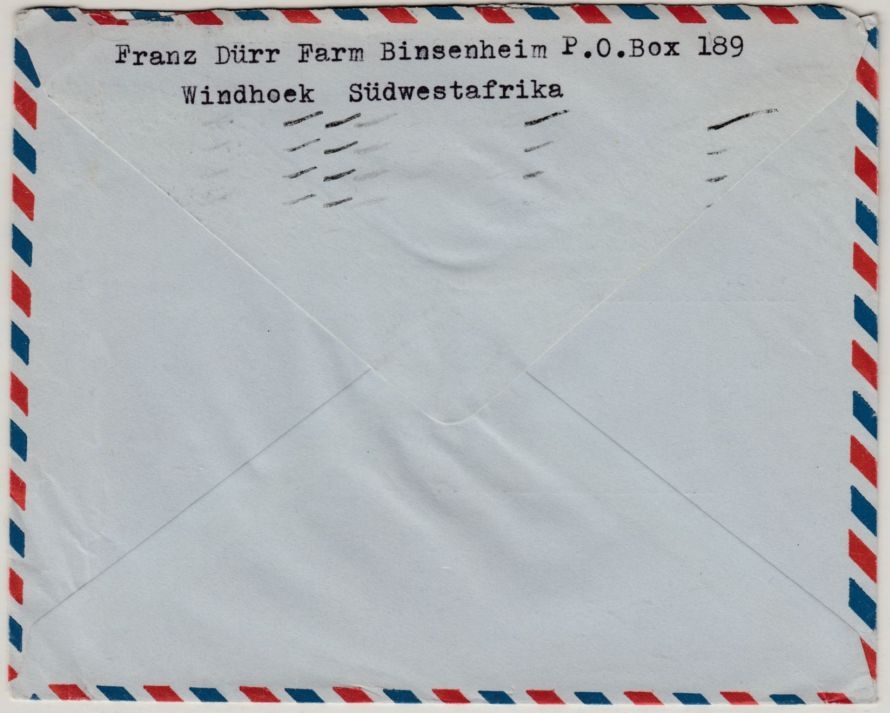 Franz Dürr Farm Binsenheim P.O.Box 189
Windhoek Südwestafrika